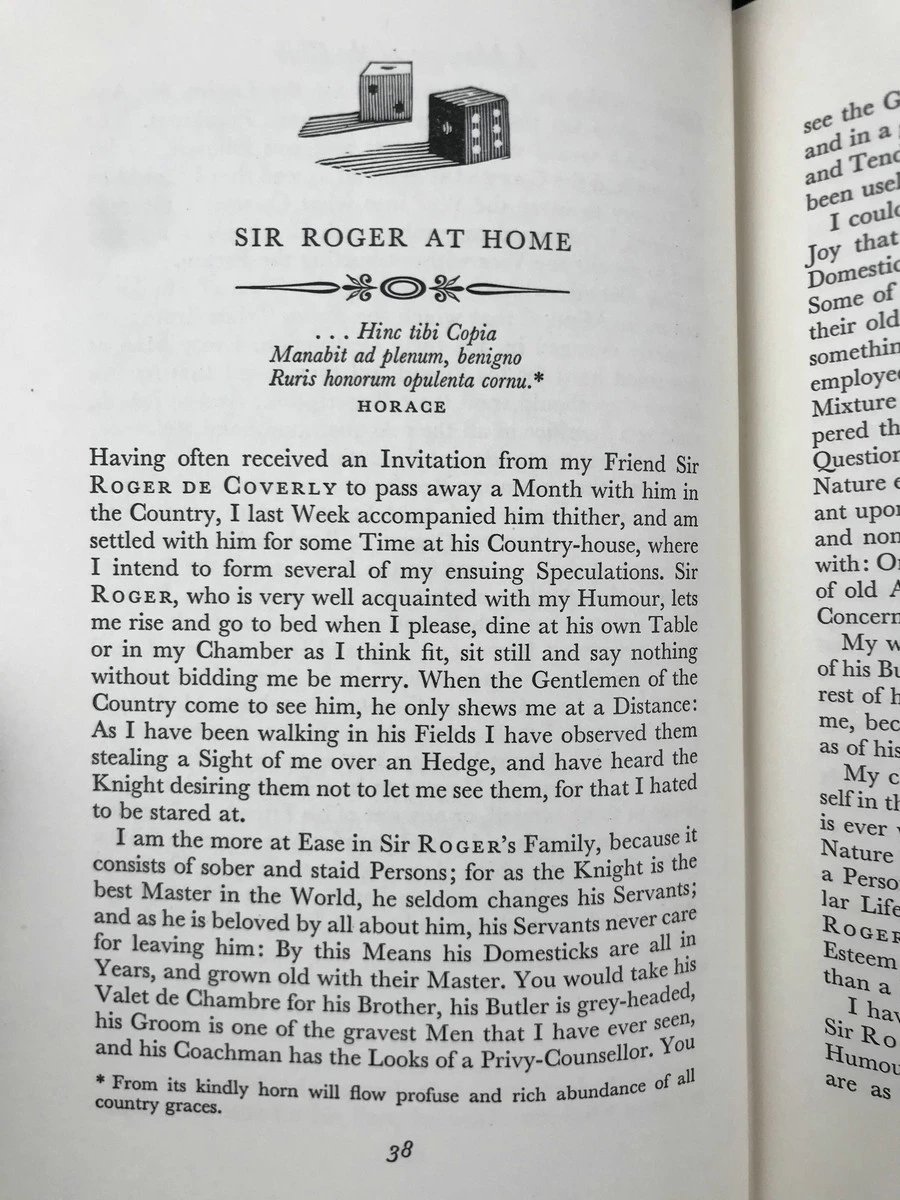 SIR ROGER AT HOME
. . . Hinc tibi Copia
Manabit ad plenum, benigno
Ruris honorum opulenta cornu.*
HORACE
Having often received an Invitation from my Friend Sir
ROGER DE COVERLY to pass away a Month with him in
the Country, I last Week accompanied him thither, and am
settled with him for some Time at his Country-house, where
I intend to form several of my ensuing Speculations. Sir
ROGER, who is very well acquainted with my Humour, lets
me rise and go to bed when I please, dine at his own Table
or in my Chamber as I think fit, sit still and say nothing
without bidding me be merry. When the Gentlemen of the
Country come to see him, he only shews me at a Distance:
As I have been walking in his Fields I have observed them
stealing a Sight of me over an Hedge, and have heard the
Knight desiring them not to let me see them, for that I hated
to be stared at.
I am the more at Ease in Sir ROGER'S Family, because it
consists of sober and staid Persons; for as the Knight is the
best Master in the World, he seldom changes his Servants;
and as he is beloved by all about him, his Servants never care
for leaving him: By this Means his Domesticks are all in
Years, and grown old with their Master. You would take his
Valet de Chambre for his Brother, his Butler is grey-headed,
his Groom is one of the gravest Men that I have ever seen,
and his Coachman has the Looks of a Privy-Counsellor. You
* From its kindly horn will flow profuse and rich abundance of all
country graces.
38
see the G
and in a
and Tend
been usel
I coul
Joy that
Domestic
Some of
their old
something
employe
Mixture
pered th
Question
Nature e
ant upon
and non
with: O
of old A
Concern
My w
of his Bu
rest of h
me, bec
as of his
My c
self in th
is ever
Nature
a Perso
lar Life
ROGER
Esteem
than a
I hav
Sir Ro
Humou
are as